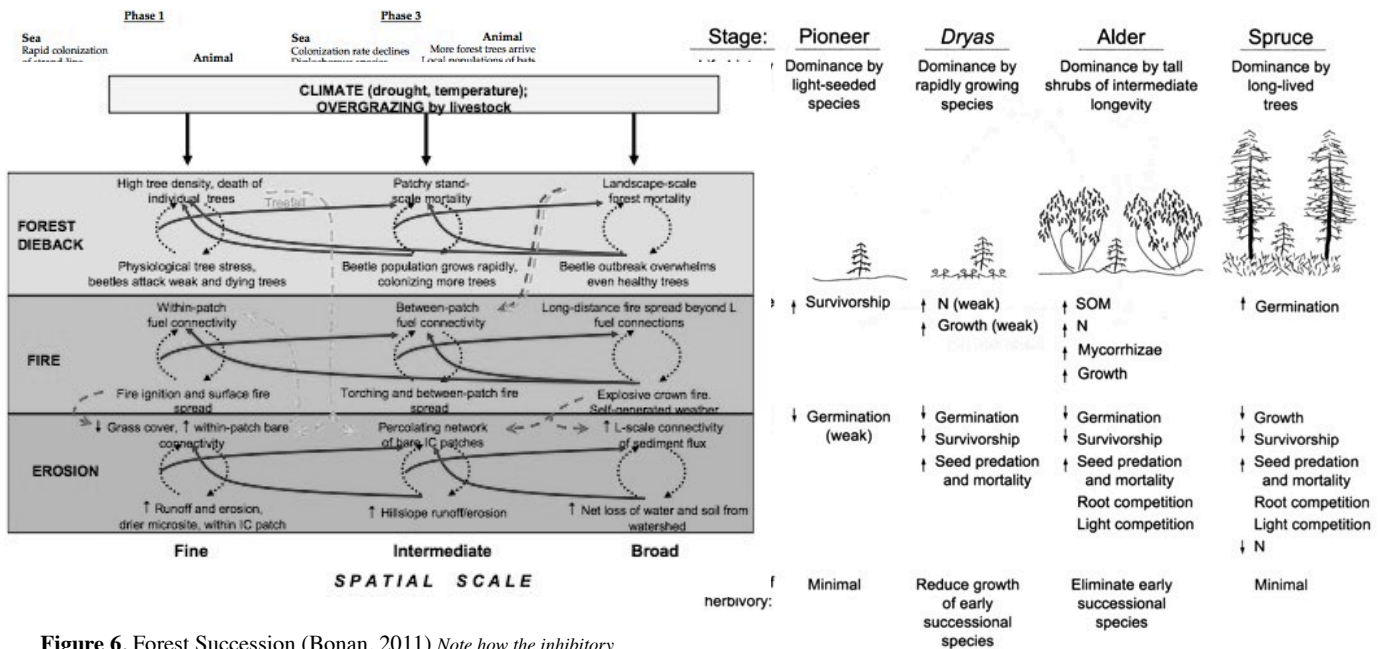 Phase 1
Sea
Rapid colonization
of strand-line
Animal
Phase 3
Sea
Colonization rate declines
Diplochorous species
Animal
More forest trees arrive
Local populations of bats
CLIMATE (drought, temperature);
OVERGRAZING by livestock
FOREST
DIEBACK
High tree density, death of
individual trees
Treefall
Patchy stand-
scale mortality
Landscape-scale
forest mortality
Physiological tree stress,
beetles attack weak and dying trees
Beetle population grows rapidly,
colonizing more trees
Beetle outbreak overwhelms
even healthy trees
FIRE
Within-patch
fuel connectivity
Between-patch
fuel connectivity
Long-distance fire spread beyond L
fuel connections
Fire ignition and surface fire
spread
Torching and between-patch fire
spread
Explosive crown fire.
Self-generated weather
EROSION
↓ Grass cover, ↑ within-patch bare
connectivity
Percolating network
of bare IC patches
↑ L-scale connectivity
of sediment flux
↑ Runoff and erosion,
drier microsite, within IC patch
↑ Hillslope runoff/erosion
↑ Net loss of water and soil from
watershed
Fine
Intermediate
Broad
SPATIAL SCALE
Stage:
Pioneer
Dryas
Alder
Spruce
Dominance by
light-seeded
species
Dominance by
rapidly growing
species
Dominance by tall
shrubs of intermediate
longevity
Dominance by
long-lived
trees
↑ Survivorship
↑ N (weak)
↑ Growth (weak)
↑ SOM
↑ N
↑ Mycorrhizae
↑ Growth
↑ Germination
↓ Germination
(weak)
↓ Germination
↓ Survivorship
↑ Seed predation
and mortality
↓ Germination
↓ Survivorship
↑ Seed predation
and mortality
Root competition
Light competition
↓ Growth
↓ Survivorship
↑ Seed predation
and mortality
Root competition
Light competition
↓ N
herbivory:
Minimal
Reduce growth
of early
successional
species
Eliminate early
successional
species
Minimal
Figure 6. Forest Succession (Bonan, 2011) Note how the inhibitory